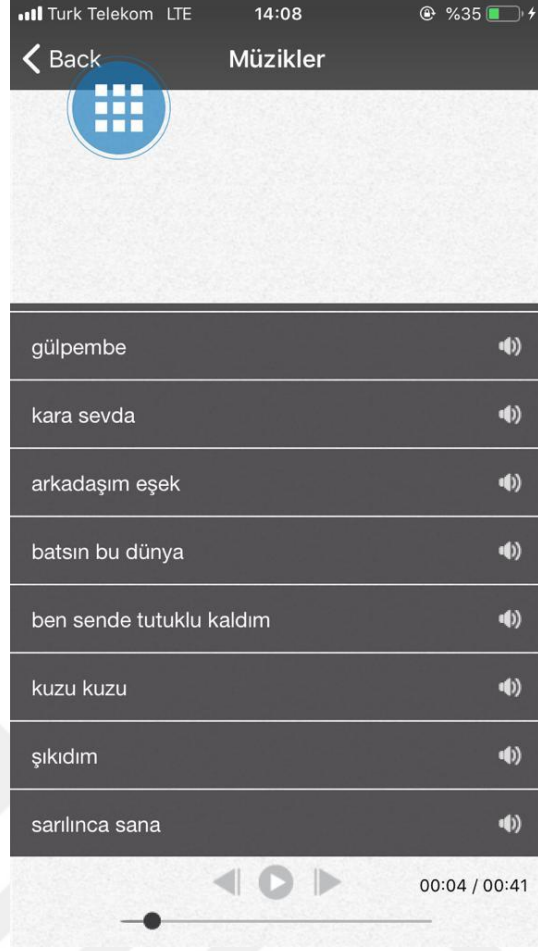 Turk Telekom LTE 14:08 %35
Back Müzikler
gülpembe
kara sevda
arkadaşım eşek
batsın bu dünya
ben sende tutuklu kaldım
kuzu kuzu
şıkıdım
sarılınca sana
00:04 / 00:41